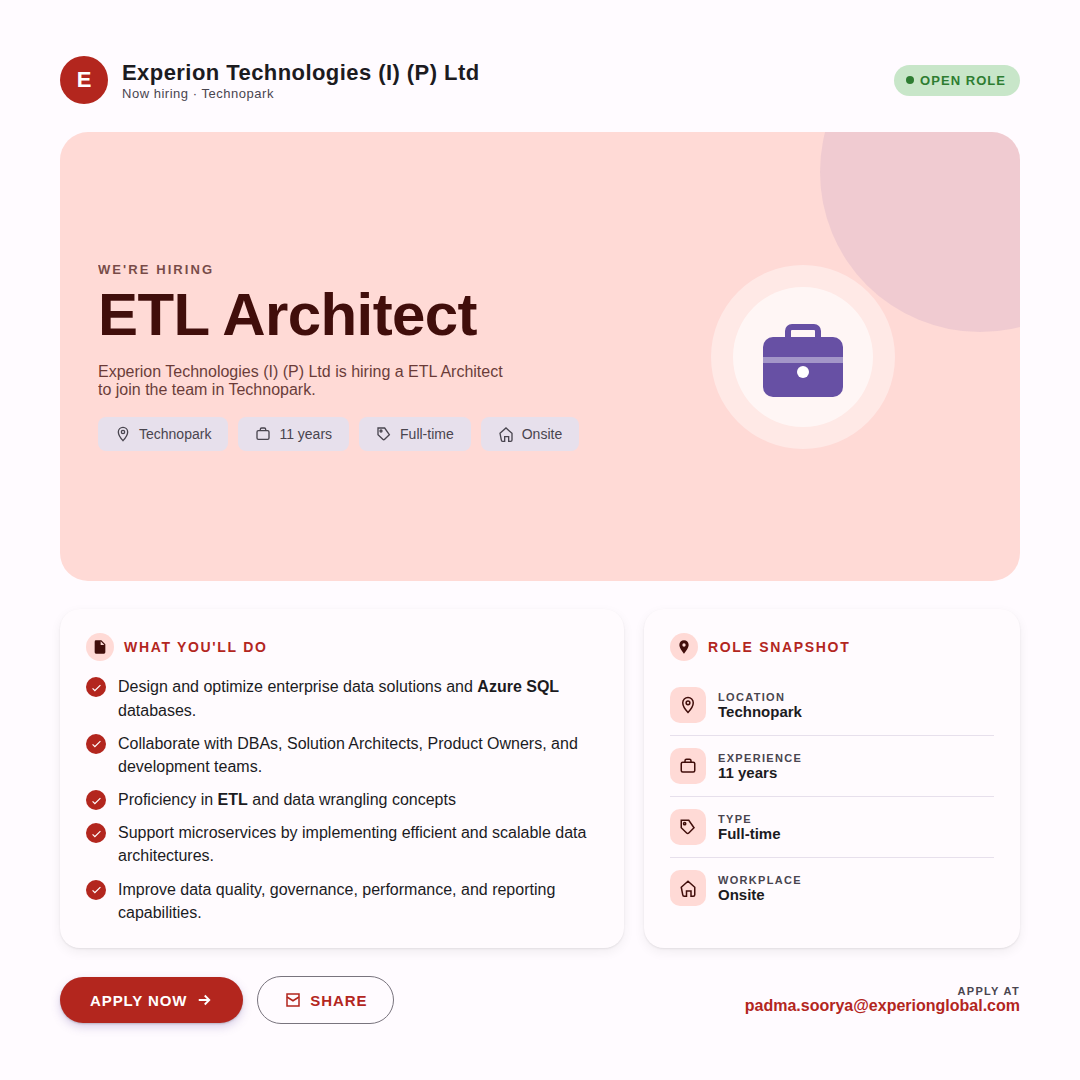 E
Experion Technologies (I) (P) Ltd
Now hiring · Technopark
OPEN ROLE
WE'RE HIRING
ETL Architect
Experion Technologies (I) (P) Ltd is hiring a ETL Architect
to join the team in Technopark.
Technopark
11 years
Full-time
Onsite
WHAT YOU'LL DO
Design and optimize enterprise data solutions and Azure SQL
databases.
Collaborate with DBAs, Solution Architects, Product Owners, and
development teams.
Proficiency in ETL and data wrangling concepts
Support microservices by implementing efficient and scalable data
architectures.
Improve data quality, governance, performance, and reporting
capabilities.
ROLE SNAPSHOT
LOCATION
Technopark
EXPERIENCE
11 years
TYPE
Full-time
WORKPLACE
Onsite
APPLY NOW
SHARE
APPLY AT
padma.soorya@experionglobal.com